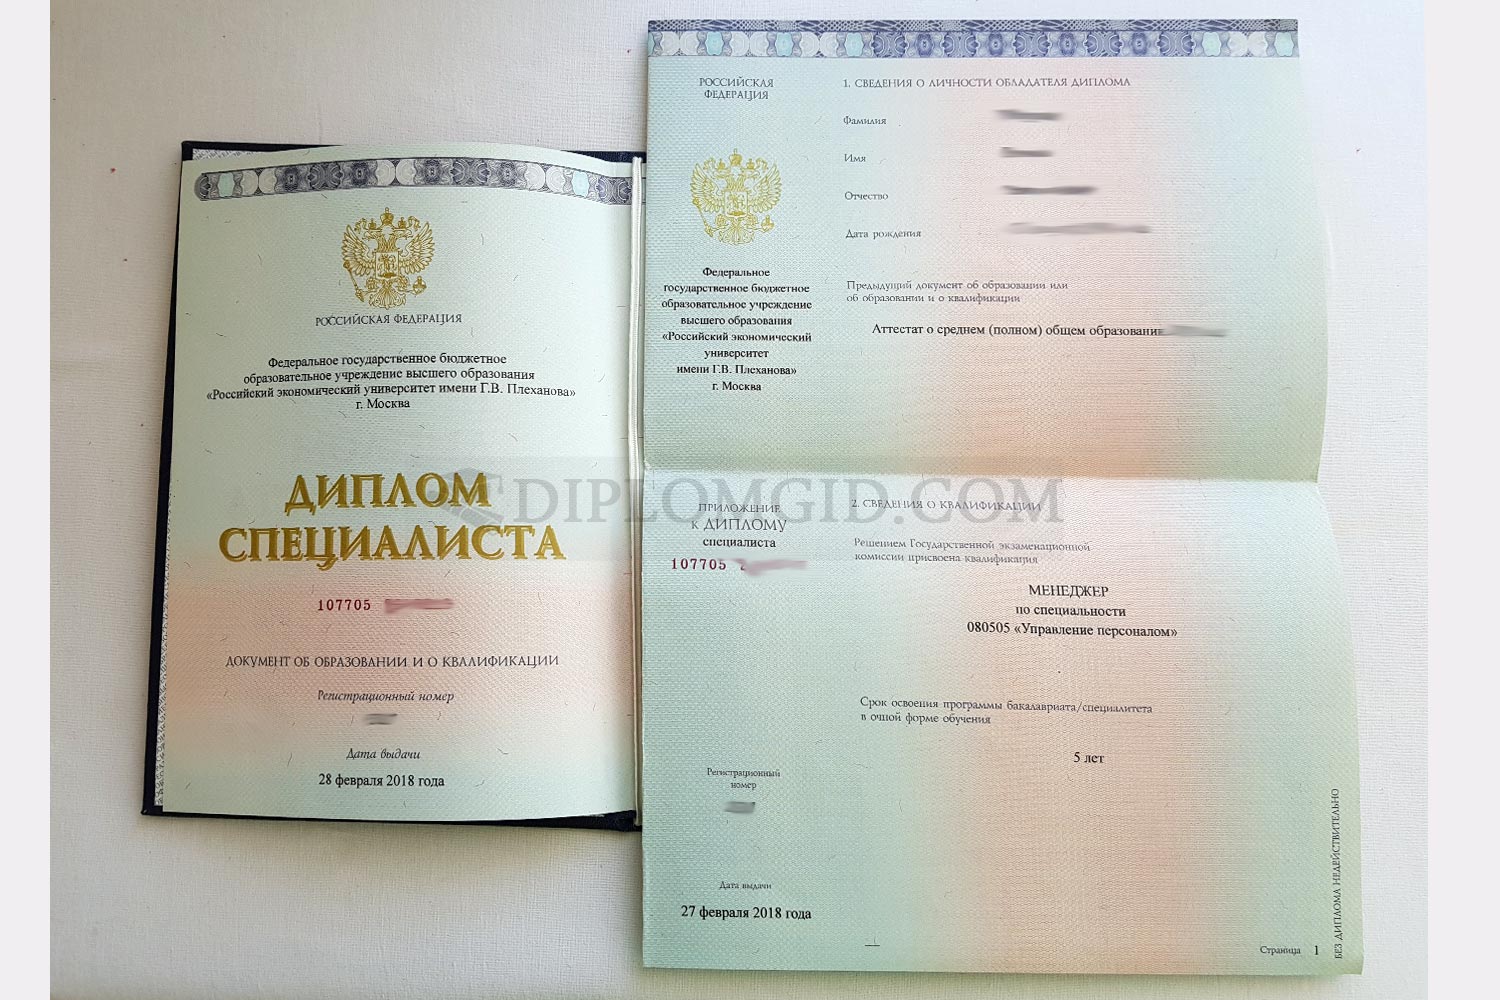 РОССИЙСКАЯ ФЕДЕРАЦИЯ
Федеральное государственное бюджетное
образовательное учреждение высшего образования
«Российский экономический университет имени Г.В. Плеханова»
г. Москва
ДИПЛОМ
СПЕЦИАЛИСТА
107705
ДОКУМЕНТ ОБ ОБРАЗОВАНИИ И О КВАЛИФИКАЦИИ
Регистрационный номер
Дата выдачи
28 февраля 2018 года
РОССИЙСКАЯ
ФЕДЕРАЦИЯ
Федеральное
государственное бюджетное
образовательное учреждение
высшего образования
«Российский экономический
университет
имени Г.В. Плеханова»
г. Москва
1. СВЕДЕНИЯ О ЛИЧНОСТИ ОБЛАДАТЕЛЯ ДИПЛОМА
Фамилия
Имя
Отчество
Дата рождения
Предыдущий документ об образовании или
об образовании и о квалификации
Аттестат о среднем (полном) общем образовании
DIPLOMGID.COM
ПРИЛОЖЕНИЕ
к ДИПЛОМУ
специалиста
107705
Регистрационный
номер
Дата выдачи
27 февраля 2018 года
2. СВЕДЕНИЯ О КВАЛИФИКАЦИИ
Решением Государственной экзаменационной
комиссии присвоена квалификация
МЕНЕДЖЕР
по специальности
080505 «Управление персоналом»
Срок освоения программы бакалавриата/специалитета
в очной форме обучения
5 лет
Страница 1
БЕЗ ДИПЛОМА НЕДЕЙСТВИТЕЛЬНО